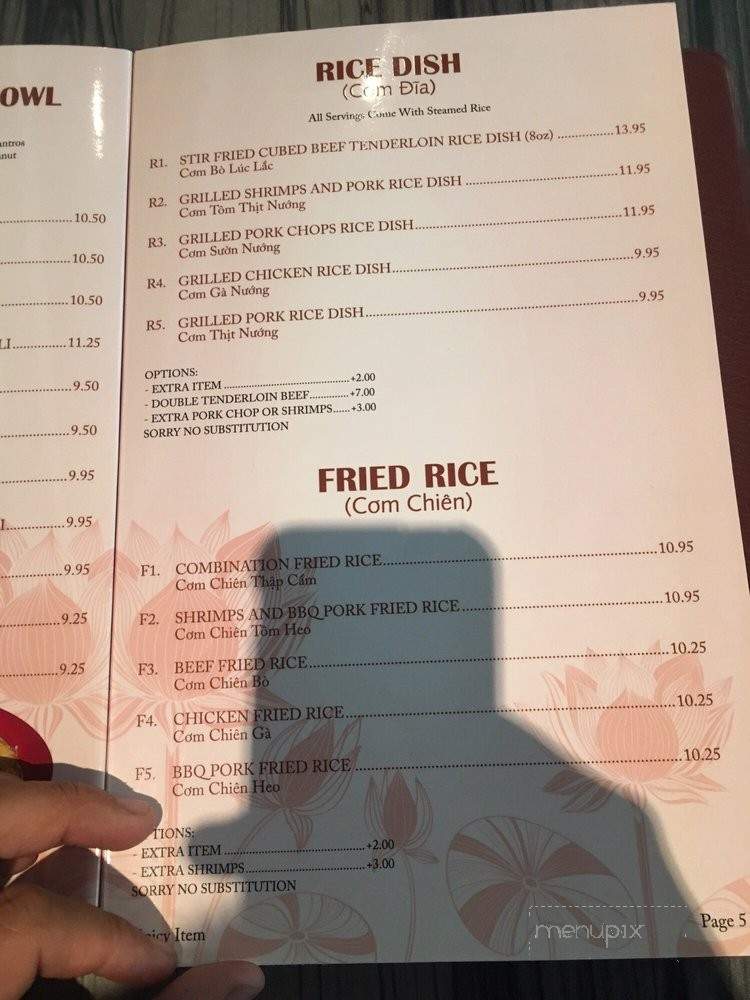 OWL
10.50
10.50
10.50
11.25
9.50
9.50
9.95
9.95
9.95
9.25
9.25
RICE DISH
(Cơm Đĩa)
All Servings Come With Steamed Rice
R1. STIR FRIED CUBED BEEF TENDERLOIN RICE DISH (8oz) ...............13.95
Cơm Bò Lúc Lắc
R2. GRILLED SHRIMPS AND PORK RICE DISH ...............11.95
Cơm Tôm Thịt Nướng
R3. GRILLED PORK CHOPS RICE DISH...............11.95
Cơm Sườn Nướng
R4. GRILLED CHICKEN RICE DISH...............9.95
Cơm Gà Nướng
R5. GRILLED PORK RICE DISH...............9.95
Cơm Thịt Nướng
OPTIONS:
- EXTRA ITEM ...............+2.00
- DOUBLE TENDERLOIN BEEF...............+7.00
- EXTRA PORK CHOP OR SHRIMPS......+3.00
SORRY NO SUBSTITUTION
FRIED RICE
(Cơm Chiên)
F1. COMBINATION FRIED RICE...............10.95
Cơm Chiên Thập Cẩm
F2. SHRIMPS AND BBQ PORK FRIED RICE...............10.95
Cơm Chiên Tôm Heo
F3. BEEF FRIED RICE...............10.25
Cơm Chiên Bò
F4. CHICKEN FRIED RICE...............10.25
Cơm Chiên Gà
F5. BBQ PORK FRIED RICE ...............10.25
Cơm Chiên Heo
TIONS:
- EXTRA ITEM ...............+2.00
- EXTRA SHRIMPS...............+3.00
SORRY NO SUBSTITUTION
Spicy Item
Page 5
menupix